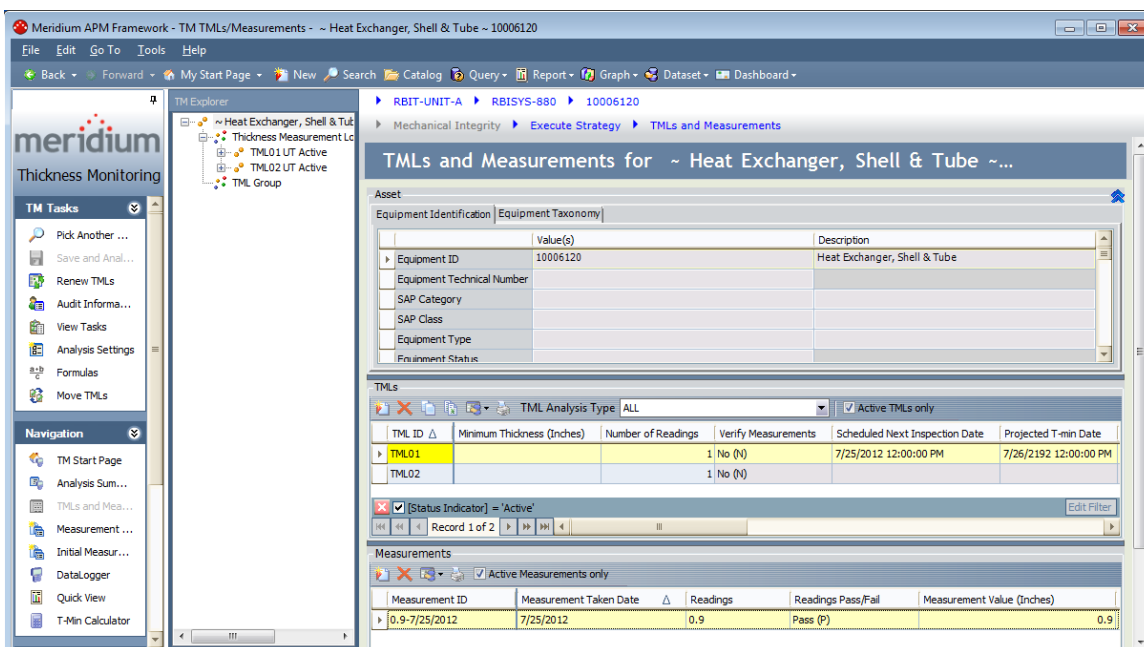 Meridium APM Framework - TM TMLs/Measurements - ~ Heat Exchanger, Shell & Tube ~ 10006120
File Edit Go To Tools Help
Back Forward My Start Page New Search Catalog Query Report Graph Dataset Dashboard
meridium
Thickness Monitoring
TM Tasks
Pick Another ...
Save and Anal...
Renew TMLs
Audit Informa...
View Tasks
Analysis Settings
Formulas
Move TMLs
Navigation
TM Start Page
Analysis Sum...
TMLs and Mea...
Measurement ...
Initial Measur...
DataLogger
Quick View
T-Min Calculator
TM Explorer
~ Heat Exchanger, Shell & Tub
Thickness Measurement Lo
TML01 UT Active
TML02 UT Active
TML Group
RBIT-UNIT-A RBISYS-880 10006120
Mechanical Integrity Execute Strategy TMLs and Measurements
TMLs and Measurements for ~ Heat Exchanger, Shell & Tube ~...
Asset
Equipment Identification Equipment Taxonomy
Value(s) Description
Equipment ID 10006120 Heat Exchanger, Shell & Tube
Equipment Technical Number
SAP Category
SAP Class
Equipment Type
Equipment Status
TMLs
TML Analysis Type ALL Active TMLs only
TML ID Minimum Thickness (Inches) Number of Readings Verify Measurements Scheduled Next Inspection Date Projected T-min Date
TML01 1 No (N) 7/25/2012 12:00:00 PM 7/26/2192 12:00:00 PM
TML02 1 No (N)
[Status Indicator] = 'Active' Edit Filter
Record 1 of 2
Measurements
Active Measurements only
Measurement ID Measurement Taken Date Readings Readings Pass/Fail Measurement Value (Inches)
0.9-7/25/2012 7/25/2012 0.9 Pass (P) 0.9